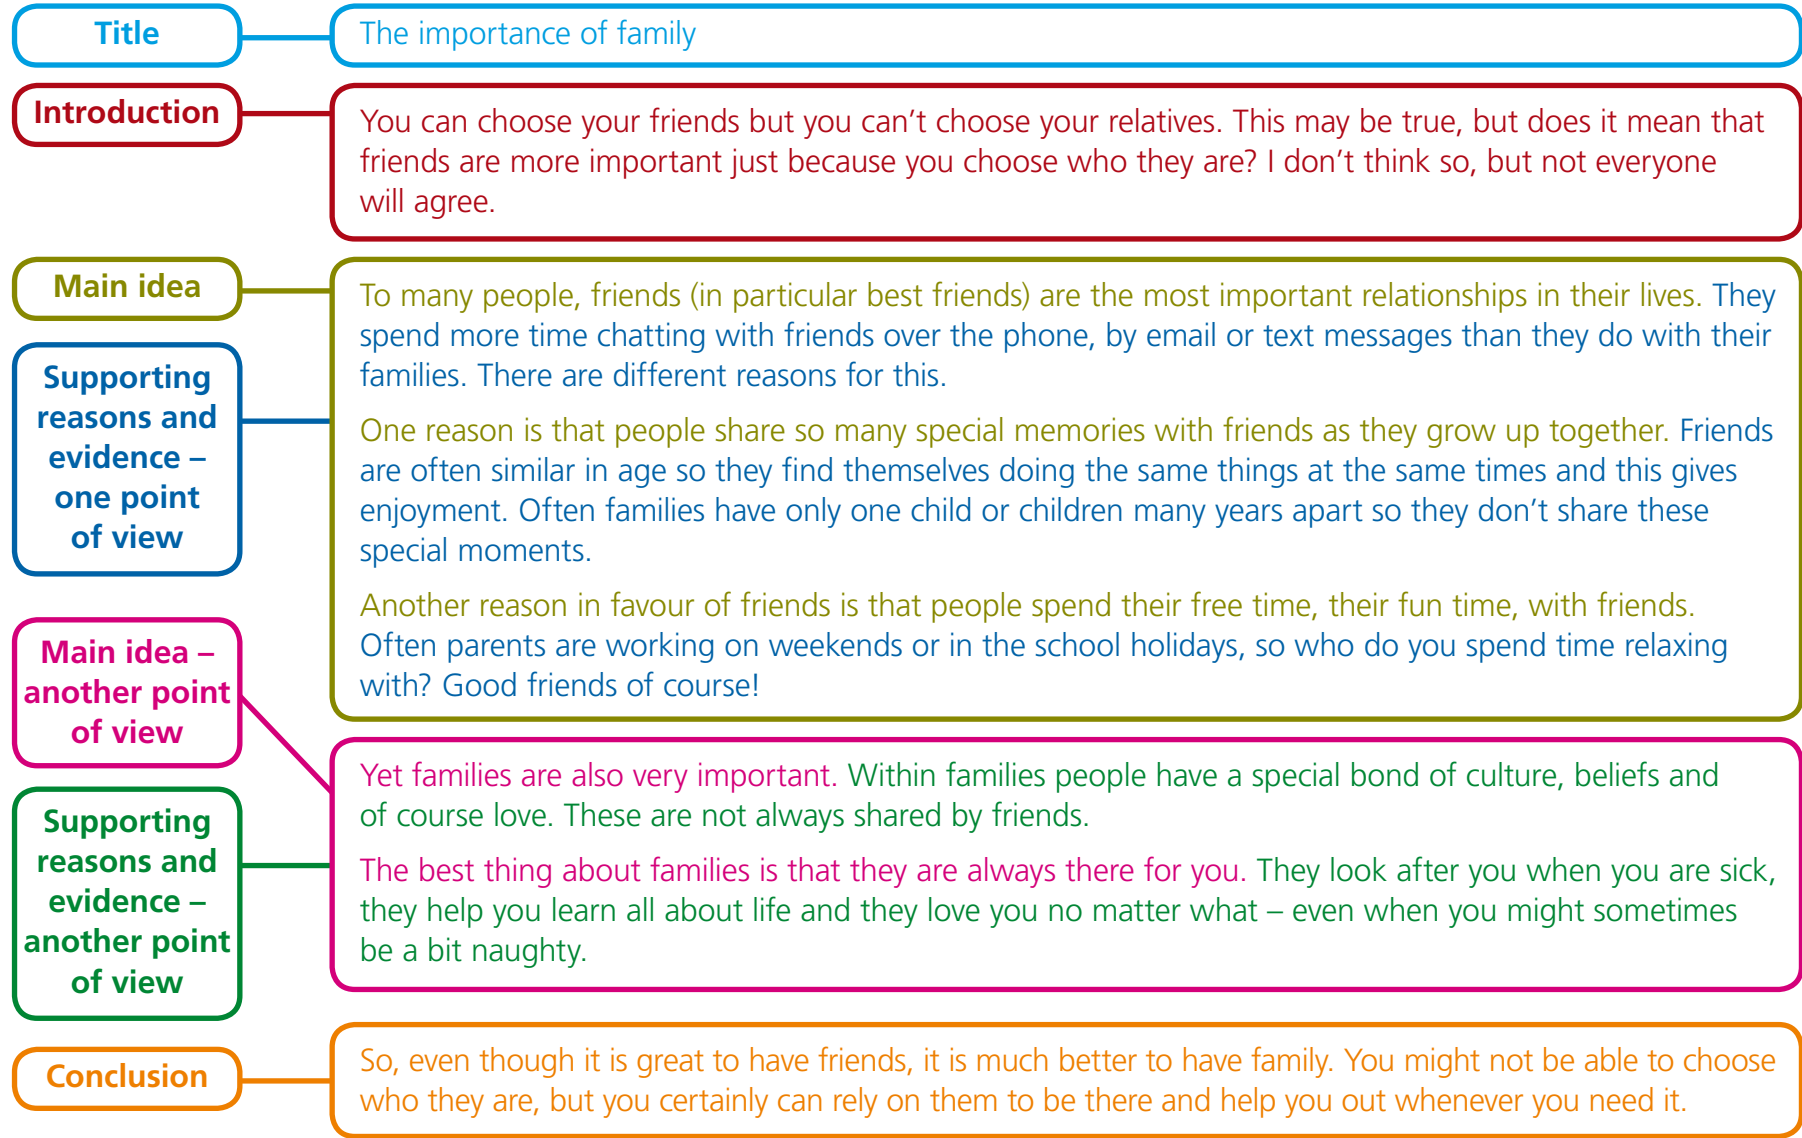 Title
The importance of family
Introduction
You can choose your friends but you can't choose your relatives. This may be true, but does it mean that
friends are more important just because you choose who they are? I don't think so, but not everyone
will agree.
Main idea
To many people, friends (in particular best friends) are the most important relationships in their lives. They
spend more time chatting with friends over the phone, by email or text messages than they do with their
families. There are different reasons for this.
Supporting
reasons and
evidence –
one point
of view
One reason is that people share so many special memories with friends as they grow up together. Friends
are often similar in age so they find themselves doing the same things at the same times and this gives
enjoyment. Often families have only one child or children many years apart so they don't share these
special moments.
Another reason in favour of friends is that people spend their free time, their fun time, with friends.
Often parents are working on weekends or in the school holidays, so who do you spend time relaxing
with? Good friends of course!
Main idea –
another point
of view
Yet families are also very important. Within families people have a special bond of culture, beliefs and
of course love. These are not always shared by friends.
Supporting
reasons and
evidence –
another point
of view
The best thing about families is that they are always there for you. They look after you when you are sick,
they help you learn all about life and they love you no matter what – even when you might sometimes
be a bit naughty.
Conclusion
So, even though it is great to have friends, it is much better to have family. You might not be able to choose
who they are, but you certainly can rely on them to be there and help you out whenever you need it.